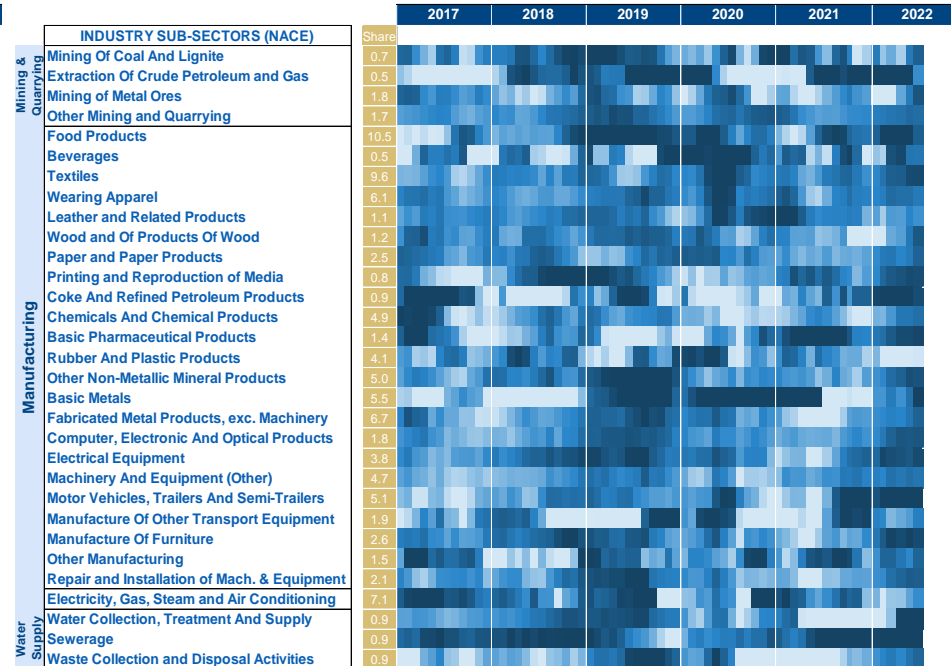 2017 2018 2019 2020 2021 2022
INDUSTRY SUB-SECTORS (NACE) Share
Mining & Quarrying
Mining Of Coal And Lignite 0.7
Extraction Of Crude Petroleum and Gas 0.5
Mining of Metal Ores 1.8
Other Mining and Quarrying 1.7
Manufacturing
Food Products 10.5
Beverages 0.5
Textiles 9.6
Wearing Apparel 6.1
Leather and Related Products 1.1
Wood and Of Products Of Wood 1.2
Paper and Paper Products 2.5
Printing and Reproduction of Media 0.8
Coke And Refined Petroleum Products 0.9
Chemicals And Chemical Products 4.9
Basic Pharmaceutical Products 1.4
Rubber And Plastic Products 4.1
Other Non-Metallic Mineral Products 5.0
Basic Metals 5.5
Fabricated Metal Products, exc. Machinery 6.7
Computer, Electronic And Optical Products 1.8
Electrical Equipment 3.8
Machinery And Equipment (Other) 4.7
Motor Vehicles, Trailers And Semi-Trailers 5.1
Manufacture Of Other Transport Equipment 1.9
Manufacture Of Furniture 2.6
Other Manufacturing 1.5
Repair and Installation of Mach. & Equipment 2.1
Electricity, Gas, Steam and Air Conditioning 7.1
Water Supply
Water Collection, Treatment And Supply 0.9
Sewerage 0.9
Waste Collection and Disposal Activities 0.9